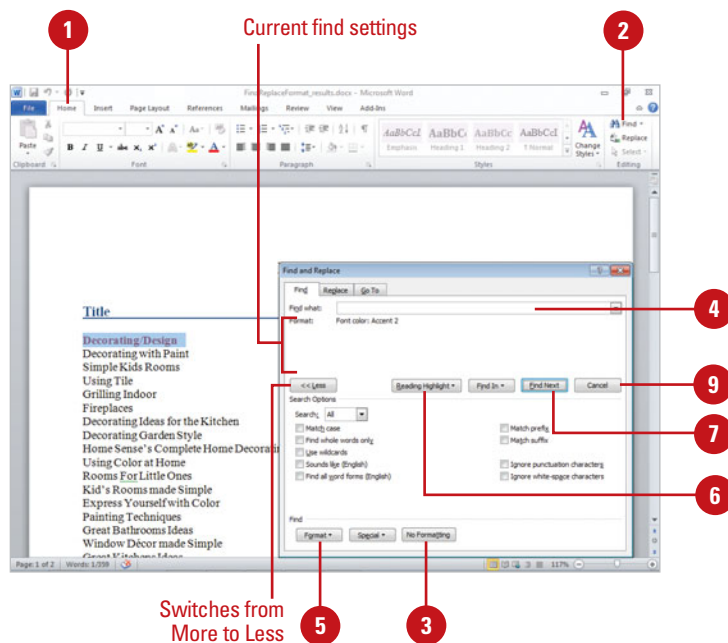 1
Current find settings
2
FindReplaceFormat_results.docx - Microsoft Word
File Home Insert Page Layout References Mailings Review View Add-Ins
Paste
B I U abc x, x² Aa A A
Find
Replace
Select
AaBbCcI AaBbC AaBbCc AaBbCcI
Emphasis Heading 1 Heading 2 ¶ Normal
Change Styles
Clipboard Font Paragraph Styles Editing
Title
Decorating/Design
Decorating with Paint
Simple Kids Rooms
Using Tile
Grilling Indoor
Fireplaces
Decorating Ideas for the Kitchen
Decorating Garden Style
Home Sense's Complete Home Decoratin
Using Color at Home
Rooms For Little Ones
Kid's Rooms made Simple
Express Yourself with Color
Painting Techniques
Great Bathrooms Ideas
Window Décor made Simple
Great Kitchens Ideas
Find and Replace
Find Replace Go To
Find what:
4
Format: Font color: Accent 2
<< Less Reading Highlight Find In Find Next Cancel
9
7
6
Search Options
Search: All
Match case
Find whole words only
Use wildcards
Sounds like (English)
Find all word forms (English)
Match prefix
Match suffix
Ignore punctuation characters
Ignore white-space characters
Find
Format Special No Formatting
Page: 1 of 2 Words: 1/359 117%
Switches from
More to Less
5
3